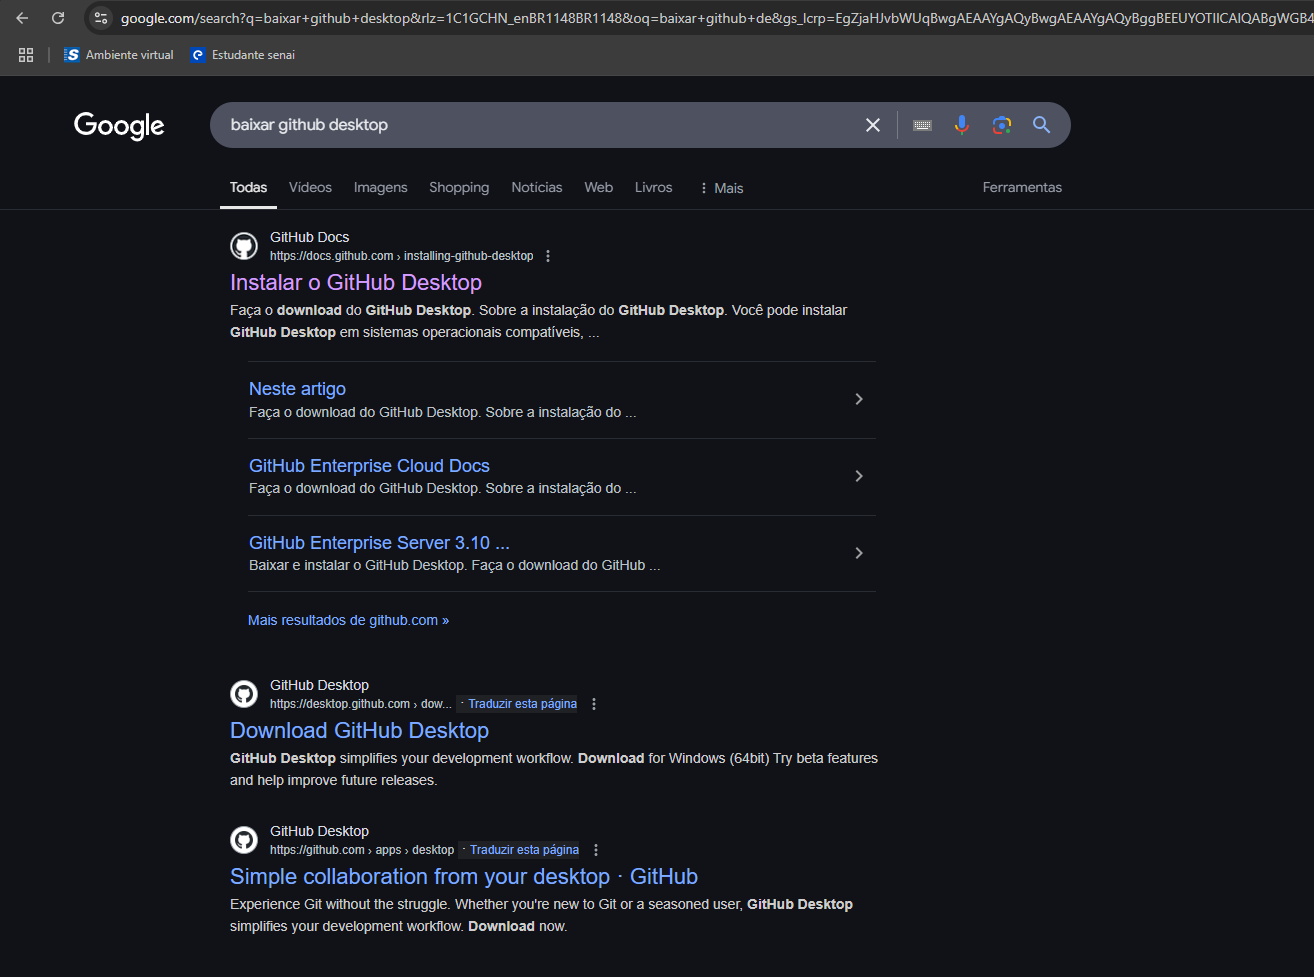 google.com/search?q=baixar+github+desktop&rlz=1C1GCHN_enBR1148BR1148&oq=baixar+github+de&gs_lcrp=EgZjaHJvbWUqBwgAEAAYgAQyBwgAEAAYgAQyBggBEEUYOTIICAIQABgWGB4
Ambiente virtual Estudante senai
Google baixar github desktop
Todas Vídeos Imagens Shopping Notícias Web Livros Mais Ferramentas
GitHub Docs
https://docs.github.com › installing-github-desktop
Instalar o GitHub Desktop
Faça o download do GitHub Desktop. Sobre a instalação do GitHub Desktop. Você pode instalar
GitHub Desktop em sistemas operacionais compatíveis, ...
Neste artigo
Faça o download do GitHub Desktop. Sobre a instalação do ...
GitHub Enterprise Cloud Docs
Faça o download do GitHub Desktop. Sobre a instalação do ...
GitHub Enterprise Server 3.10 ...
Baixar e instalar o GitHub Desktop. Faça o download do GitHub ...
Mais resultados de github.com »
GitHub Desktop
https://desktop.github.com › dow... · Traduzir esta página
Download GitHub Desktop
GitHub Desktop simplifies your development workflow. Download for Windows (64bit) Try beta features
and help improve future releases.
GitHub Desktop
https://github.com › apps › desktop · Traduzir esta página
Simple collaboration from your desktop · GitHub
Experience Git without the struggle. Whether you're new to Git or a seasoned user, GitHub Desktop
simplifies your development workflow. Download now.